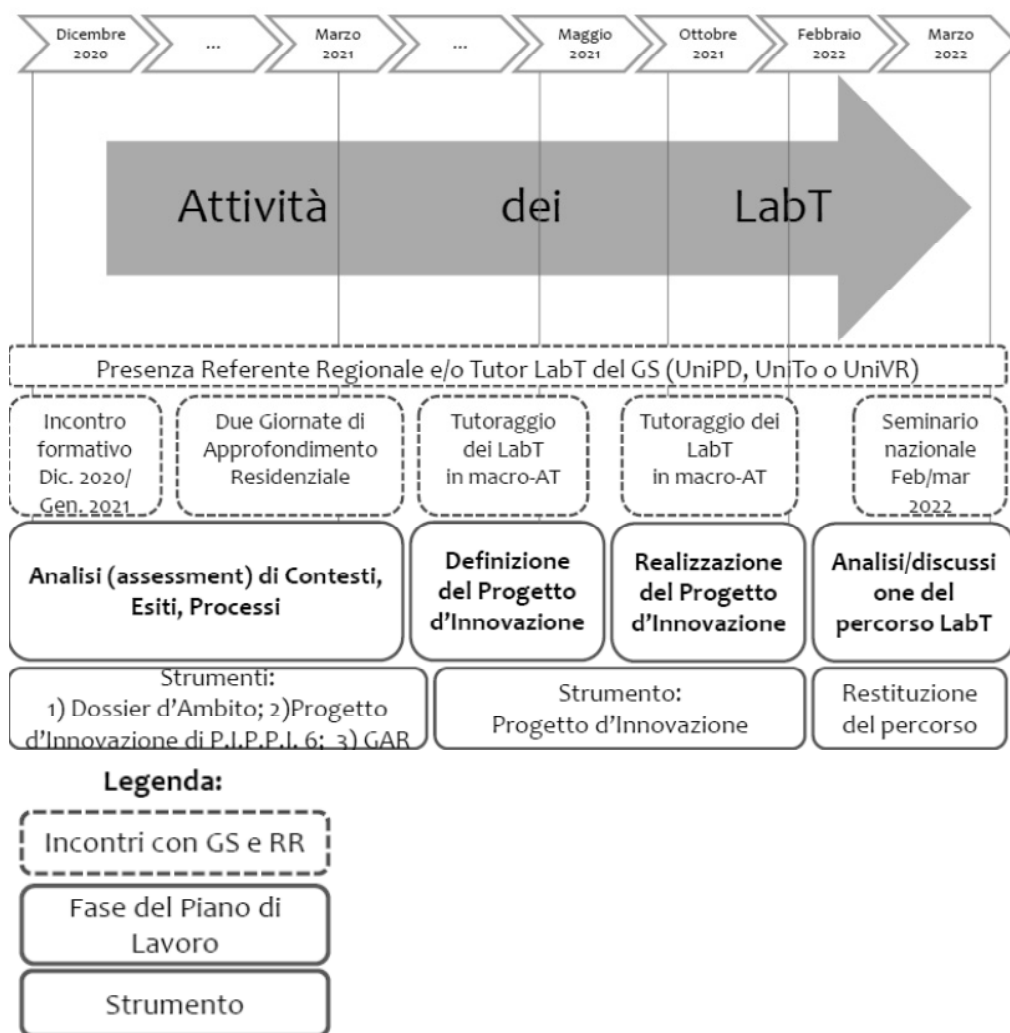 Dicembre
2020
...
Marzo
2021
...
Maggio
2021
Ottobre
2021
Febbraio
2022
Marzo
2022
Attività dei LabT
Presenza Referente Regionale e/o Tutor LabT del GS (UniPD, UniTo o UniVR)
Incontro
formativo
Dic. 2020/
Gen. 2021
Due Giornate di
Approfondimento
Residenziale
Tutoraggio
dei LabT
in macro-AT
Tutoraggio dei
LabT
in macro-AT
Seminario
nazionale
Feb/mar
2022
Analisi (assessment) di Contesti,
Esiti, Processi
Definizione
del Progetto
d'Innovazione
Realizzazione
del Progetto
d'Innovazione
Analisi/discussi
one del
percorso LabT
Strumenti:
1) Dossier d'Ambito; 2)Progetto
d'Innovazione di P.I.P.P.I. 6; 3) GAR
Strumento:
Progetto d'Innovazione
Restituzione
del percorso
Legenda:
Incontri con GS e RR
Fase del Piano di
Lavoro
Strumento